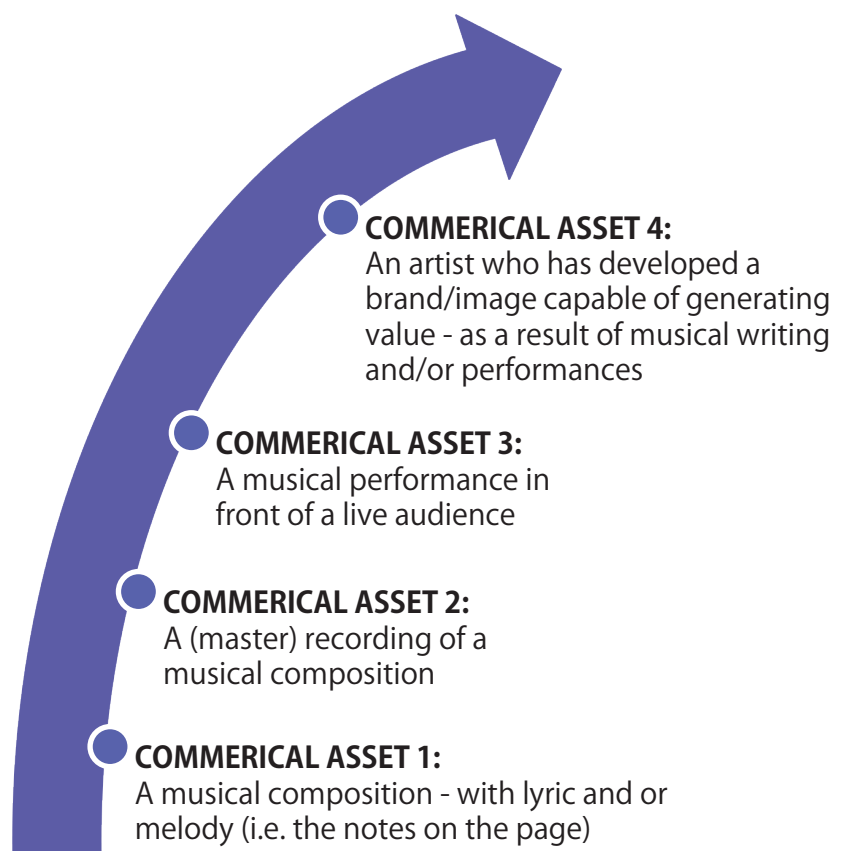 COMMERICAL ASSET 4:
An artist who has developed a
brand/image capable of generating
value - as a result of musical writing
and/or performances
COMMERICAL ASSET 3:
A musical performance in
front of a live audience
COMMERICAL ASSET 2:
A (master) recording of a
musical composition
COMMERICAL ASSET 1:
A musical composition - with lyric and or
melody (i.e. the notes on the page)